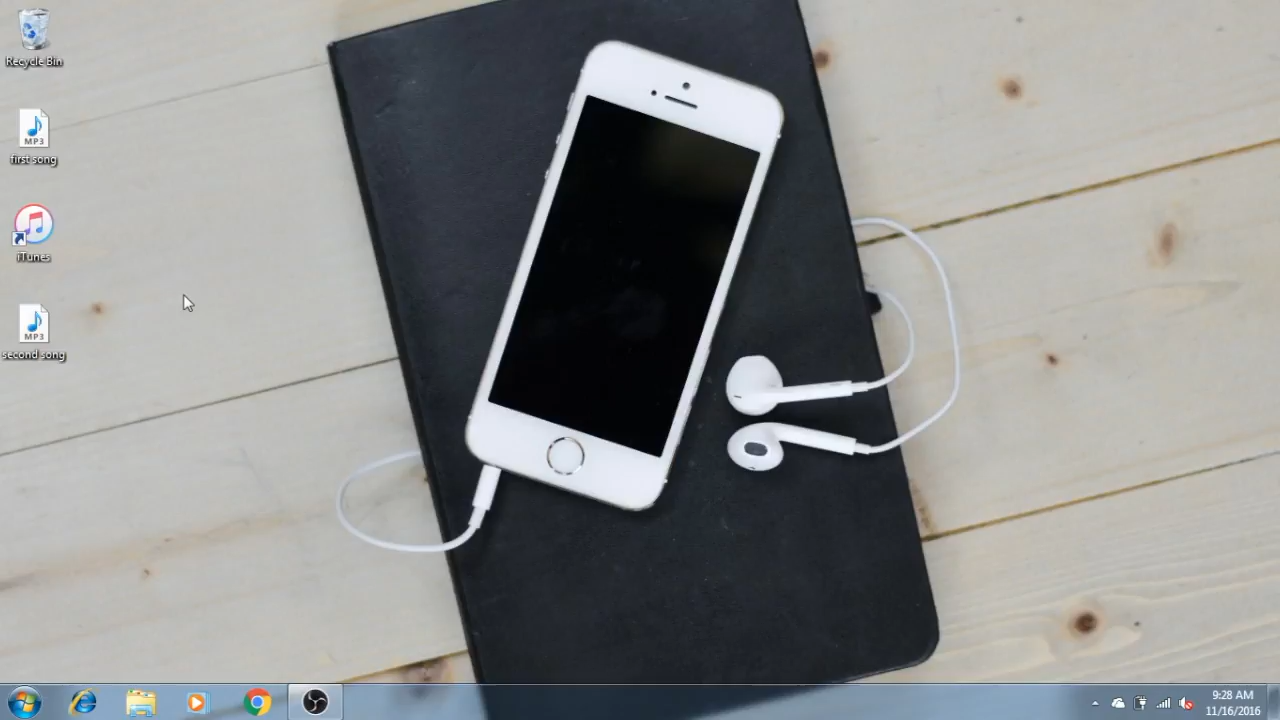 Recycle Bin
MP3
first song
iTunes
MP3
second song
9:28 AM
11/16/2016